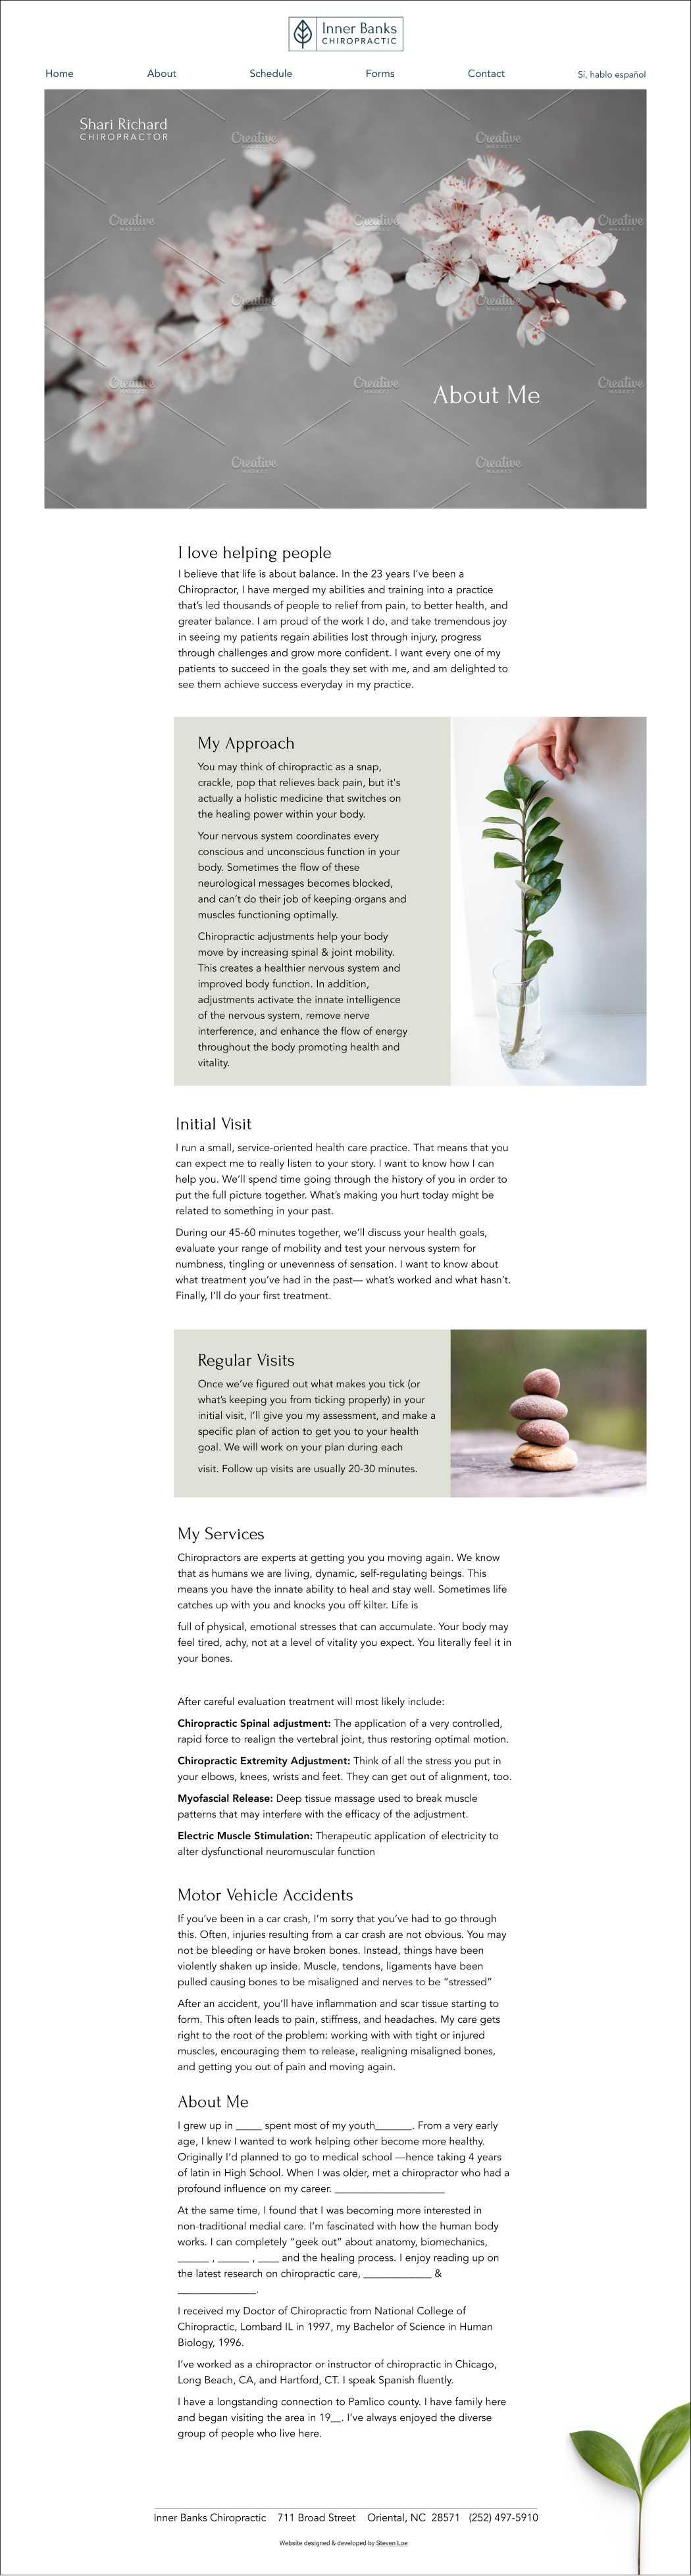 Inner Banks
CHIROPRACTIC
Home About Schedule Forms Contact Sí, hablo español
Shari Richard
CHIROPRACTOR
Creative MARKET Creative MARKET
Creative MARKET Creative MARKET Creative MARKET
Creative MARKET Creative MARKET
Creative MARKET Creative MARKET Creative MARKET
About Me
Creative MARKET Creative MARKET
I love helping people
I believe that life is about balance. In the 23 years I've been a
Chiropractor, I have merged my abilities and training into a practice
that's led thousands of people to relief from pain, to better health, and
greater balance. I am proud of the work I do, and take tremendous joy
in seeing my patients regain abilities lost through injury, progress
through challenges and grow more confident. I want every one of my
patients to succeed in the goals they set with me, and am delighted to
see them achieve success everyday in my practice.
My Approach
You may think of chiropractic as a snap,
crackle, pop that relieves back pain, but it's
actually a holistic medicine that switches on
the healing power within your body.
Your nervous system coordinates every
conscious and unconscious function in your
body. Sometimes the flow of these
neurological messages becomes blocked,
and can't do their job of keeping organs and
muscles functioning optimally.
Chiropractic adjustments help your body
move by increasing spinal & joint mobility.
This creates a healthier nervous system and
improved body function. In addition,
adjustments activate the innate intelligence
of the nervous system, remove nerve
interference, and enhance the flow of energy
throughout the body promoting health and
vitality.
Initial Visit
I run a small, service-oriented health care practice. That means that you
can expect me to really listen to your story. I want to know how I can
help you. We'll spend time going through the history of you in order to
put the full picture together. What's making you hurt today might be
related to something in your past.
During our 45-60 minutes together, we'll discuss your health goals,
evaluate your range of mobility and test your nervous system for
numbness, tingling or unevenness of sensation. I want to know about
what treatment you've had in the past— what's worked and what hasn't.
Finally, I'll do your first treatment.
Regular Visits
Once we've figured out what makes you tick (or
what's keeping you from ticking properly) in your
initial visit, I'll give you my assessment, and make a
specific plan of action to get you to your health
goal. We will work on your plan during each
visit. Follow up visits are usually 20-30 minutes.
My Services
Chiropractors are experts at getting you you moving again. We know
that as humans we are living, dynamic, self-regulating beings. This
means you have the innate ability to heal and stay well. Sometimes life
catches up with you and knocks you off kilter. Life is
full of physical, emotional stresses that can accumulate. Your body may
feel tired, achy, not at a level of vitality you expect. You literally feel it in
your bones.
After careful evaluation treatment will most likely include:
Chiropractic Spinal adjustment: The application of a very controlled,
rapid force to realign the vertebral joint, thus restoring optimal motion.
Chiropractic Extremity Adjustment: Think of all the stress you put in
your elbows, knees, wrists and feet. They can get out of alignment, too.
Myofascial Release: Deep tissue massage used to break muscle
patterns that may interfere with the efficacy of the adjustment.
Electric Muscle Stimulation: Therapeutic application of electricity to
alter dysfunctional neuromuscular function
Motor Vehicle Accidents
If you've been in a car crash, I'm sorry that you've had to go through
this. Often, injuries resulting from a car crash are not obvious. You may
not be bleeding or have broken bones. Instead, things have been
violently shaken up inside. Muscle, tendons, ligaments have been
pulled causing bones to be misaligned and nerves to be "stressed"
After an accident, you'll have inflammation and scar tissue starting to
form. This often leads to pain, stiffness, and headaches. My care gets
right to the root of the problem: working with with tight or injured
muscles, encouraging them to release, realigning misaligned bones,
and getting you out of pain and moving again.
About Me
I grew up in _____ spent most of my youth_______. From a very early
age, I knew I wanted to work helping other become more healthy.
Originally I'd planned to go to medical school —hence taking 4 years
of latin in High School. When I was older, met a chiropractor who had a
profound influence on my career. _____________________
At the same time, I found that I was becoming more interested in
non-traditional medial care. I'm fascinated with how the human body
works. I can completely "geek out" about anatomy, biomechanics,
______ , ______ , ____ and the healing process. I enjoy reading up on
the latest research on chiropractic care, _____________ &
_______________.
I received my Doctor of Chiropractic from National College of
Chiropractic, Lombard IL in 1997, my Bachelor of Science in Human
Biology, 1996.
I've worked as a chiropractor or instructor of chiropractic in Chicago,
Long Beach, CA, and Hartford, CT. I speak Spanish fluently.
I have a longstanding connection to Pamlico county. I have family here
and began visiting the area in 19__. I've always enjoyed the diverse
group of people who live here.
Inner Banks Chiropractic 711 Broad Street Oriental, NC 28571 (252) 497-5910
Website designed & developed by Steven Loe